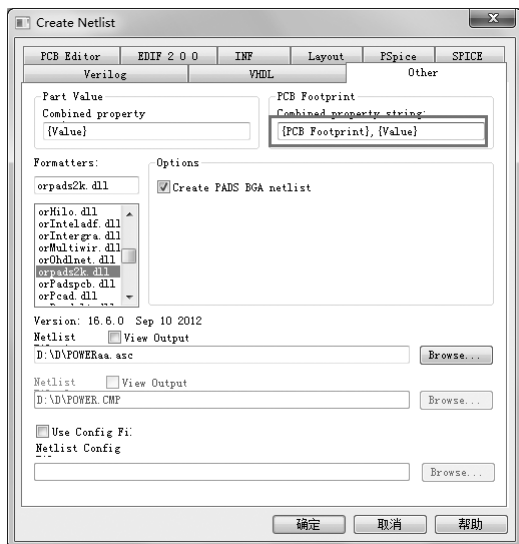 Create Netlist
PCB Editor EDIF 2 0 0 INF Layout PSpice SPICE
Verilog VHDL Other
Part Value
Combined property
{Value}
PCB Footprint
Combined property string:
{PCB Footprint}, {Value}
Formatters:
orpads2k.dll
orHilo.dll
orInteladf.dll
orIntergra.dll
orMultiwir.dll
orOhdlnet.dll
orpads2k.dll
orPadspcb.dll
orPcad.dll
Options
Create PADS BGA netlist
Version: 16.6.0 Sep 10 2012
Netlist View Output
D:\D\POWERaa.asc Browse...
Netlist View Output
D:\D\POWER.CMP Browse...
Use Config Fi:
Netlist Config
Browse...
确定 取消 帮助